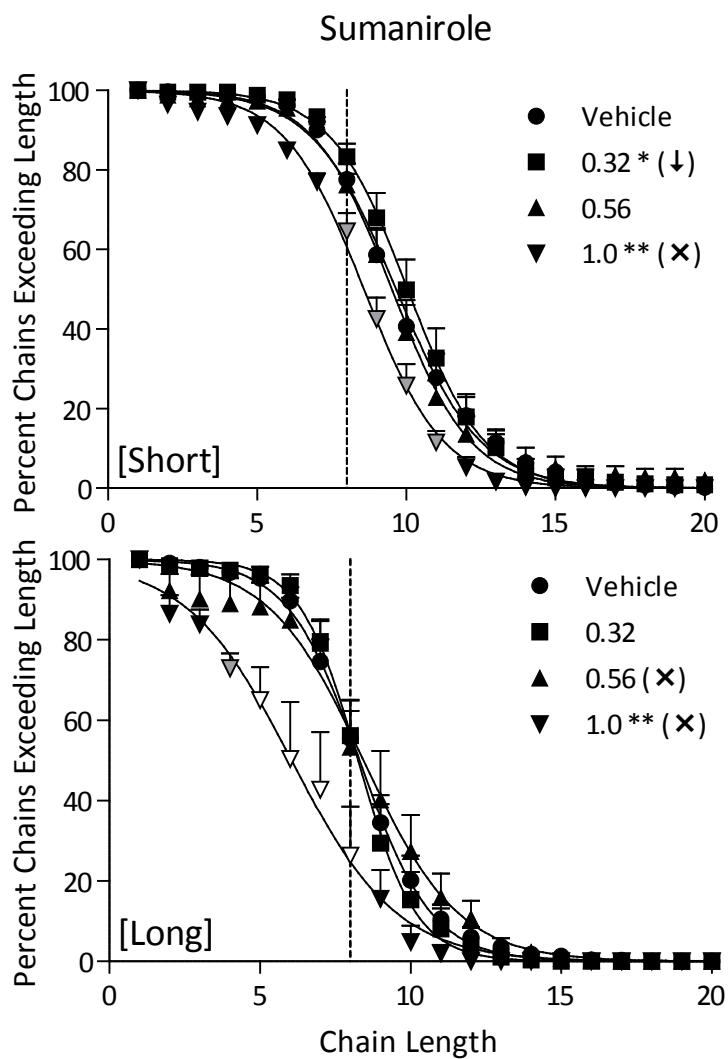 Sumanirole
Percent Chains Exceeding Length
100
80
60
40
20
0
0
5
10
15
20
[Short]
Vehicle
0.32 * (↓)
0.56
1.0 ** (×)
Percent Chains Exceeding Length
100
80
60
40
20
0
0
5
10
15
20
[Long]
Vehicle
0.32
0.56 (×)
1.0 ** (×)
Chain Length